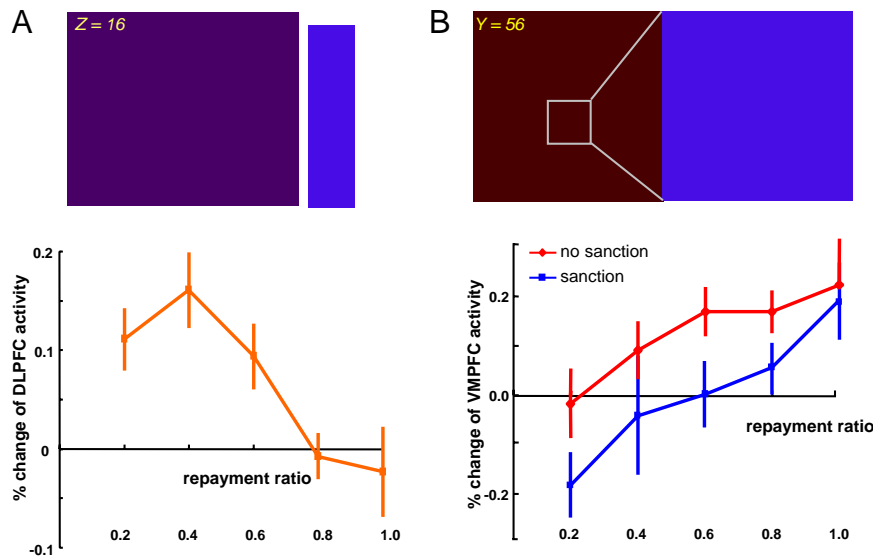 A
Z = 16
B
Y = 56
% change of DLPFC activity
0.2
0.1
0
-0.1
repayment ratio
0.2 0.4 0.6 0.8 1.0
% change of VMPFC activity
no sanction
sanction
0.2
0.0
-0.2
repayment ratio
0.2 0.4 0.6 0.8 1.0